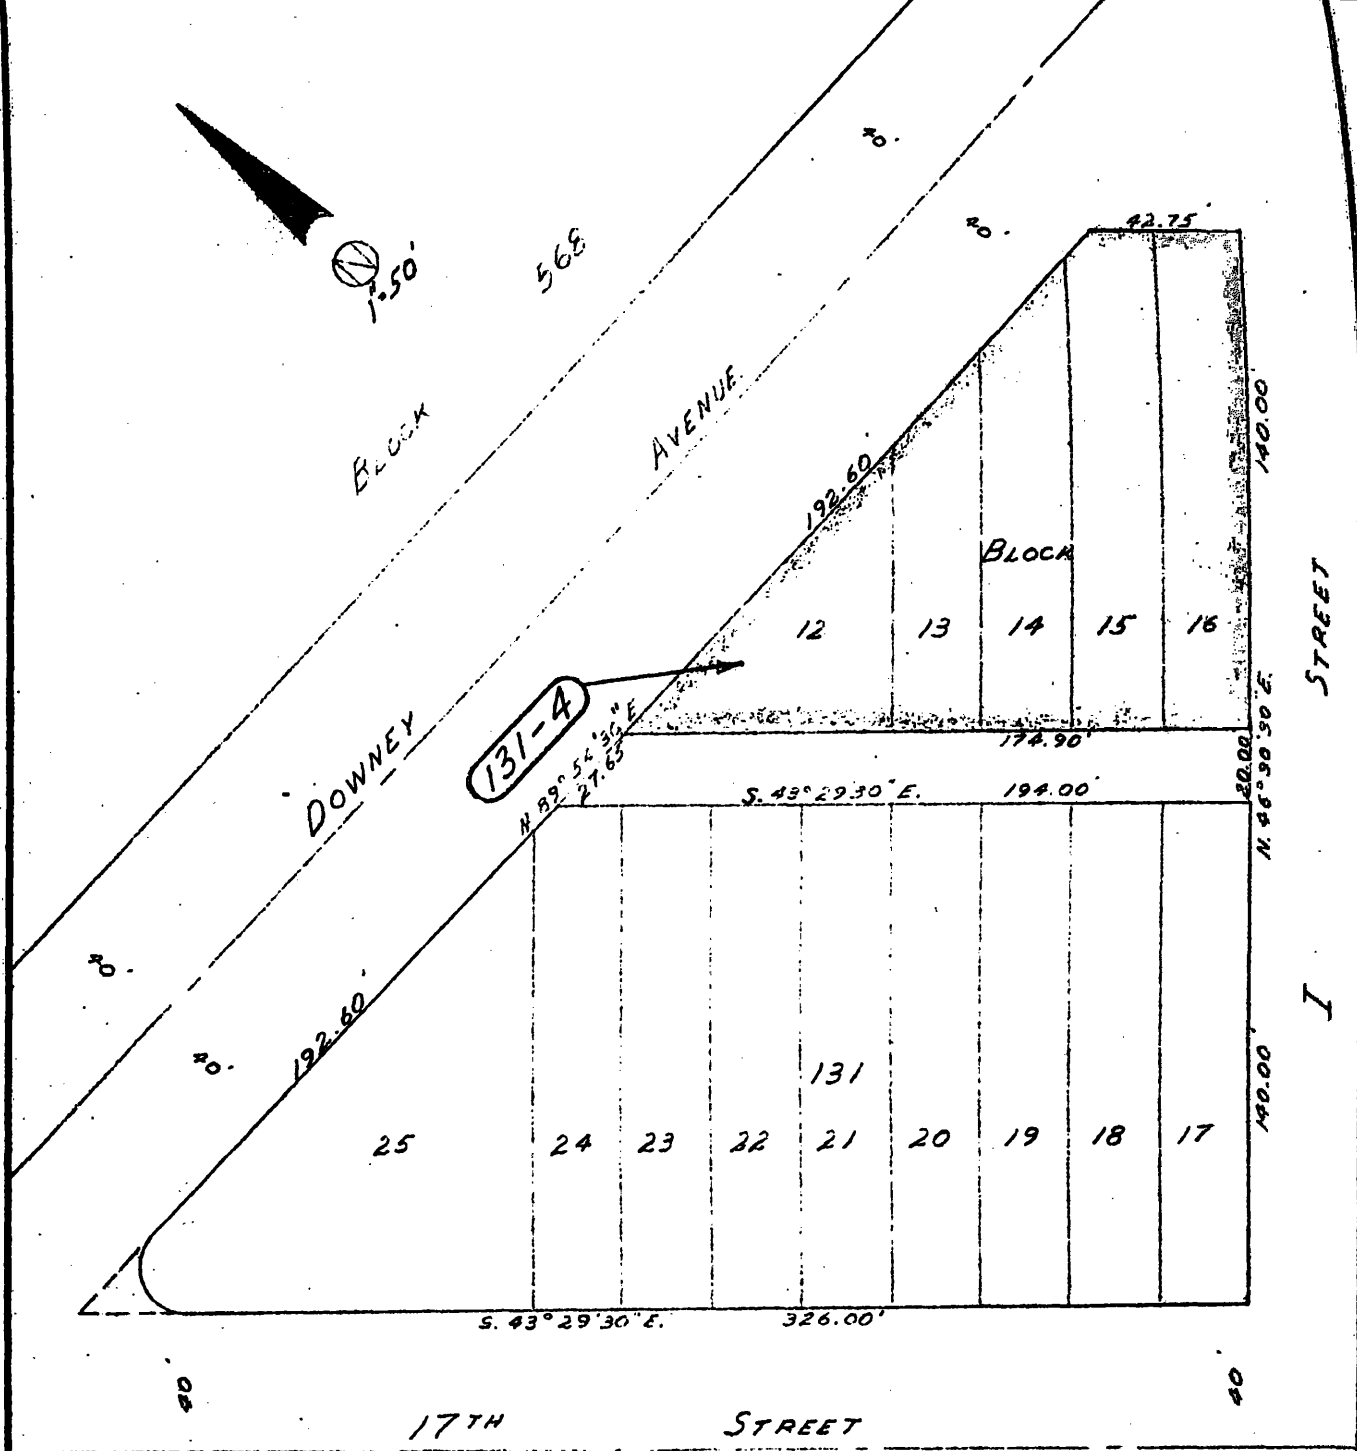 40.
40.
42.75'
1"=50'
568
BLOCK
AVENUE
140.00'
192.60'
BLOCK
12 13 14 15 16
STREET
131-4
DOWNEY
27.65
174.90'
20.00
N. 46° 30' 30" E.
S. 43° 29' 30" E. 194.00'
40.
192.60'
40.
I
131
140.00'
25 24 23 22 21 20 19 18 17
S. 43° 29' 30" E. 326.00'
40
40
17TH STREET